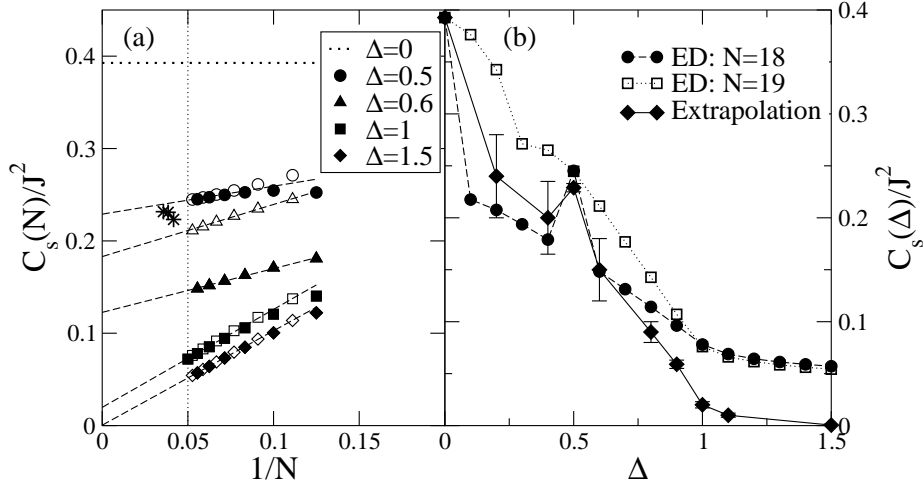 (a)
Δ=0
Δ=0.5
Δ=0.6
Δ=1
Δ=1.5
C_s(N)/J^2
0.4
0.3
0.2
0.1
0
0
0.05
0.1
0.15
1/N
(b)
ED: N=18
ED: N=19
Extrapolation
0.4
0.3
0.2
0.1
0
C_s(Δ)/J^2
0
0.5
1
1.5
Δ